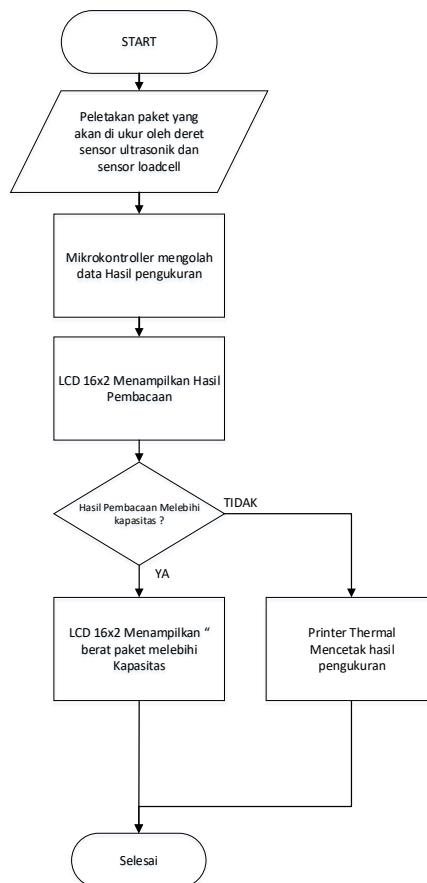 START
Peletakan paket yang
akan di ukur oleh deret
sensor ultrasonik dan
sensor loadcell
Mikrokontroller mengolah
data Hasil pengukuran
LCD 16x2 Menampilkan Hasil
Pembacaan
Hasil Pembacaan Melebihi
kapasitas ?
TIDAK
YA
LCD 16x2 Menampilkan “
berat paket melebihi
Kapasitas
Printer Thermal
Mencetak hasil
pengukuran
Selesai